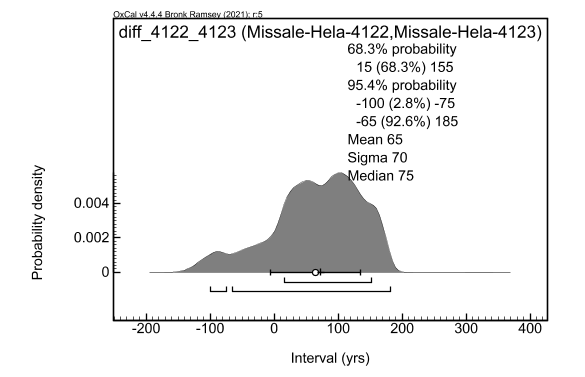 OxCal v4.4.4 Bronk Ramsey (2021); r:5
diff_4122_4123 (Missale-Hela-4122,Missale-Hela-4123)
68.3% probability
15 (68.3%) 155
95.4% probability
-100 (2.8%) -75
-65 (92.6%) 185
Mean 65
Sigma 70
Median 75
Probability density
0.004
0.002
0
-200 -100 0 100 200 300 400
Interval (yrs)